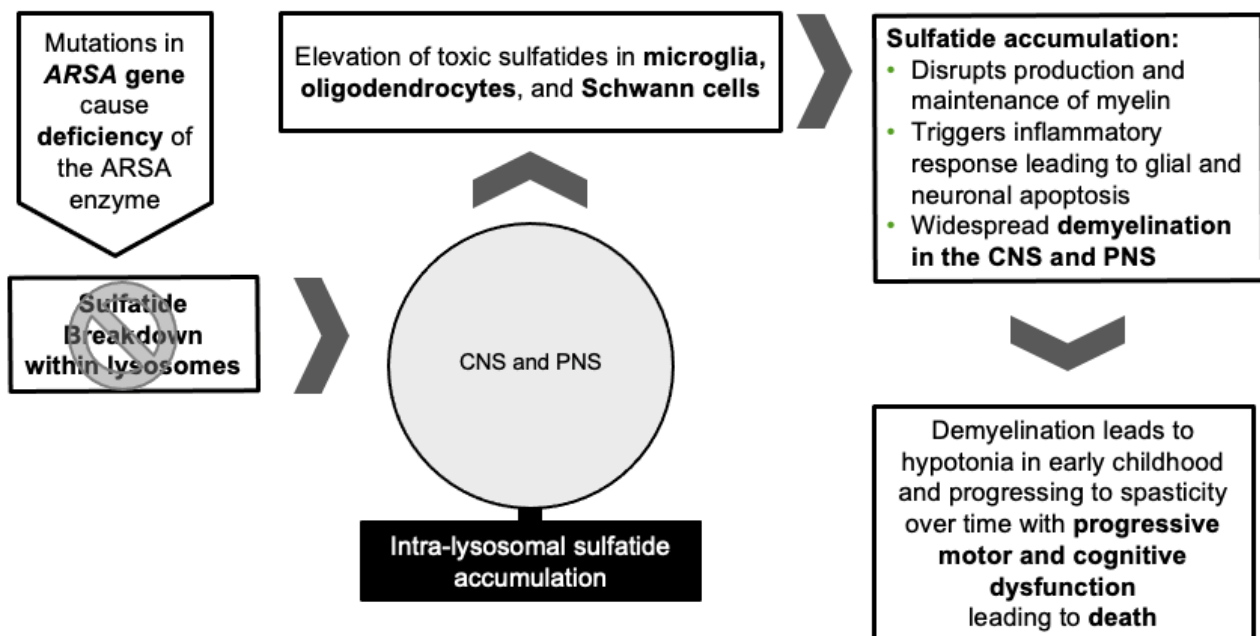 Mutations in
ARSA gene
cause
deficiency of
the ARSA
enzyme
Sulfatide
Breakdown
within lysosomes
CNS and PNS
Intra-lysosomal sulfatide
accumulation
Elevation of toxic sulfatides in microglia,
oligodendrocytes, and Schwann cells
Sulfatide accumulation:
• Disrupts production and
maintenance of myelin
• Triggers inflammatory
response leading to glial and
neuronal apoptosis
• Widespread demyelination
in the CNS and PNS
Demyelination leads to
hypotonia in early childhood
and progressing to spasticity
over time with progressive
motor and cognitive
dysfunction
leading to death